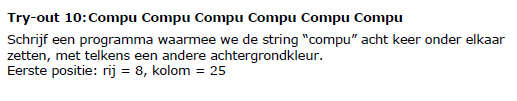 Try-out 10: Compu Compu Compu Compu Compu Compu
Schrijf een programma waarmee we de string “compu” acht keer onder elkaar
zetten, met telkens een andere achtergrondkleur.
Eerste positie: rij = 8, kolom = 25